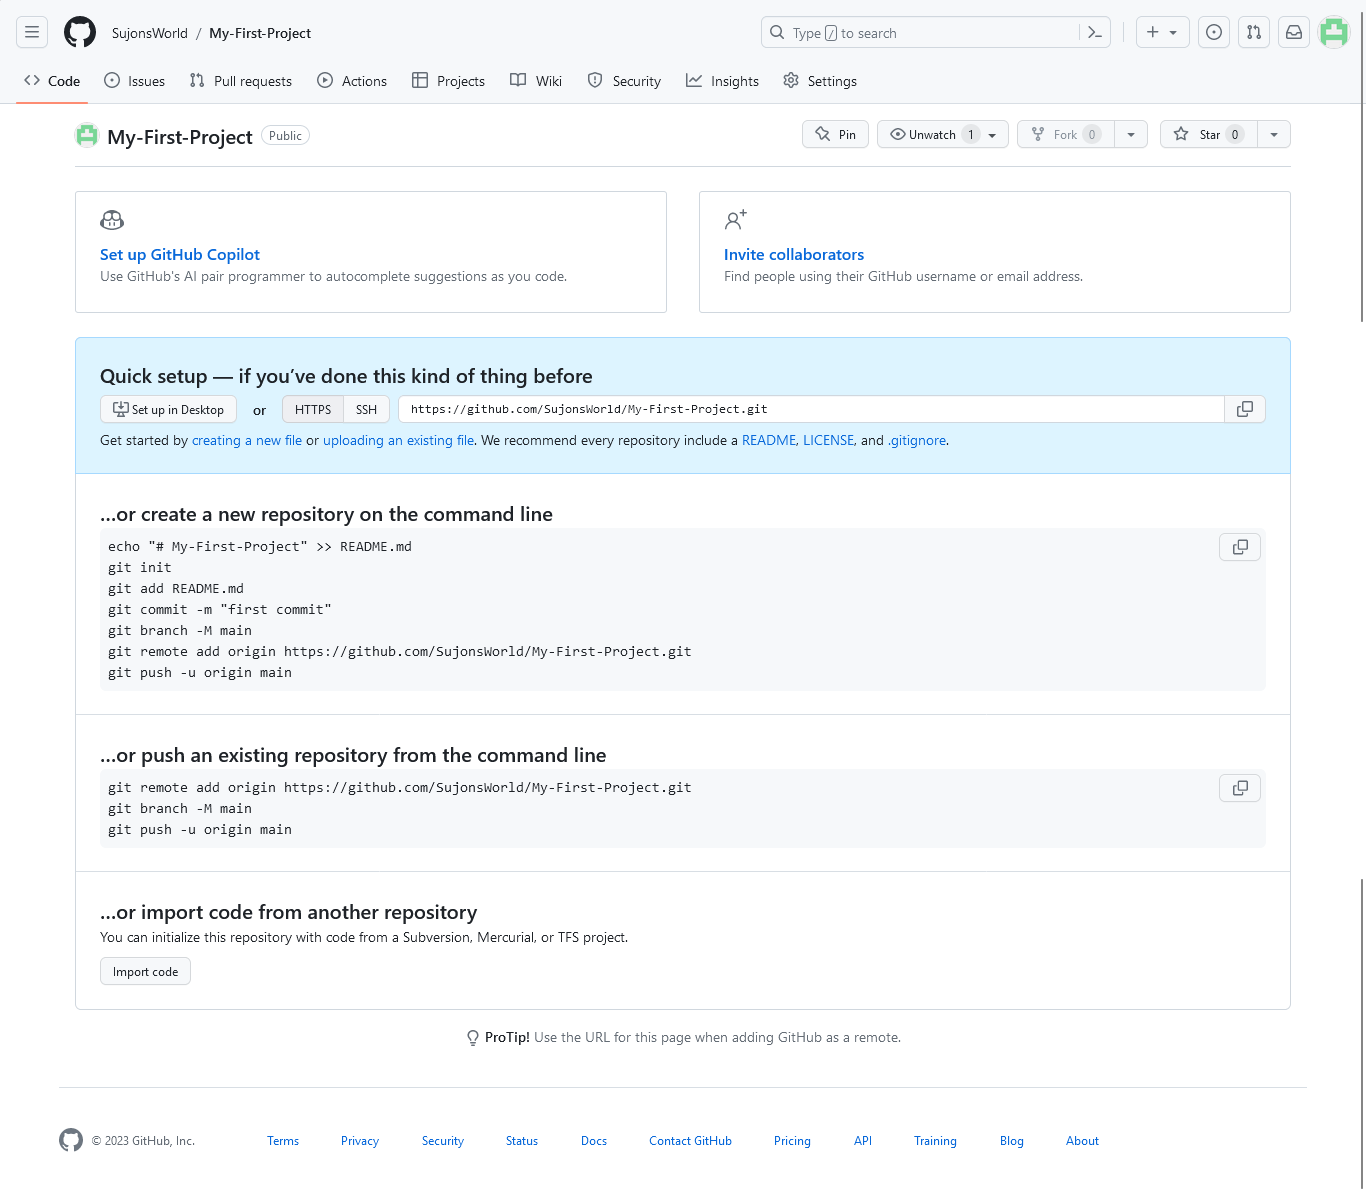 SujonsWorld / My-First-Project
Type / to search
Code Issues Pull requests Actions Projects Wiki Security Insights Settings
My-First-Project Public
Pin Unwatch 1 Fork 0 Star 0
Set up GitHub Copilot
Use GitHub's AI pair programmer to autocomplete suggestions as you code.
Invite collaborators
Find people using their GitHub username or email address.
Quick setup — if you’ve done this kind of thing before
Set up in Desktop or HTTPS SSH https://github.com/SujonsWorld/My-First-Project.git
Get started by creating a new file or uploading an existing file. We recommend every repository include a README, LICENSE, and .gitignore.
…or create a new repository on the command line
echo "# My-First-Project" >> README.md
git init
git add README.md
git commit -m "first commit"
git branch -M main
git remote add origin https://github.com/SujonsWorld/My-First-Project.git
git push -u origin main
…or push an existing repository from the command line
git remote add origin https://github.com/SujonsWorld/My-First-Project.git
git branch -M main
git push -u origin main
…or import code from another repository
You can initialize this repository with code from a Subversion, Mercurial, or TFS project.
Import code
ProTip! Use the URL for this page when adding GitHub as a remote.
© 2023 GitHub, Inc. Terms Privacy Security Status Docs Contact GitHub Pricing API Training Blog About